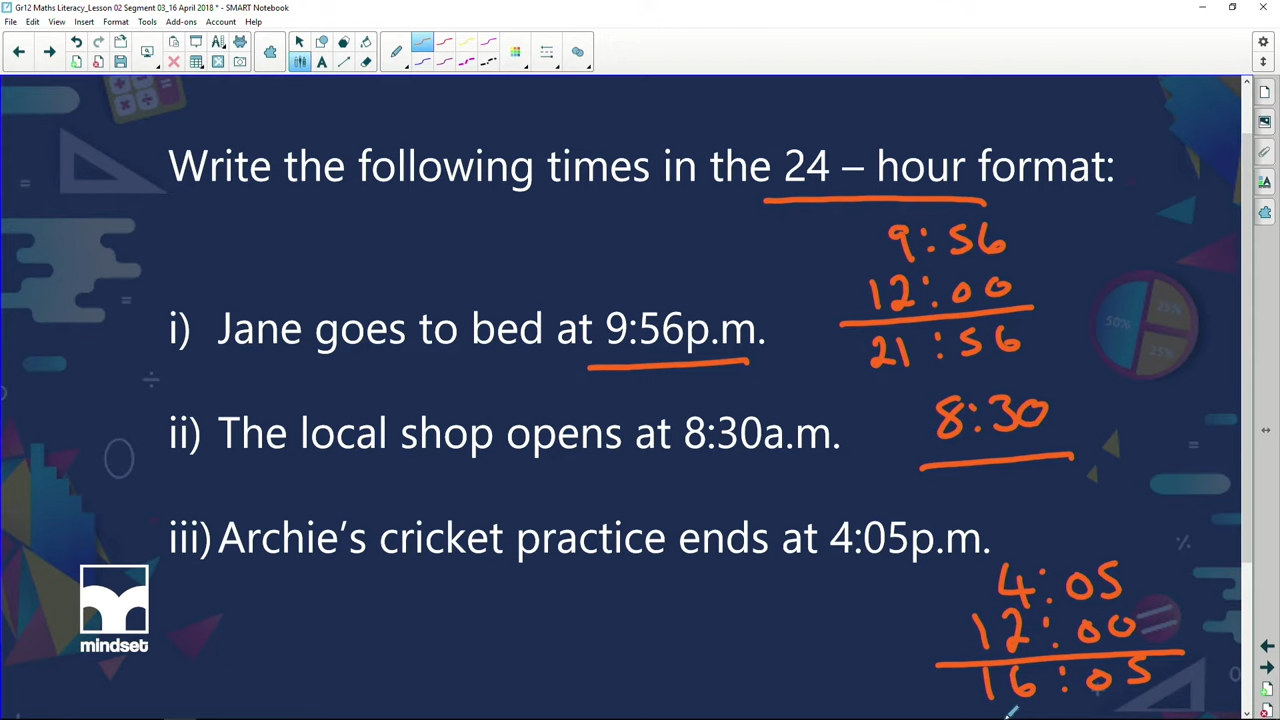 Gr12 Maths Literacy_Lesson 02 Segment 03_16 April 2018 * - SMART Notebook
File Edit View Insert Format Tools Add-ons Account Help
Write the following times in the 24 – hour format:
9:56
12:00
21:56
i) Jane goes to bed at 9:56p.m.
50% 25%
25%
8:30
ii) The local shop opens at 8:30a.m.
iii) Archie's cricket practice ends at 4:05p.m.
4:05
12:00
16:05
mindset